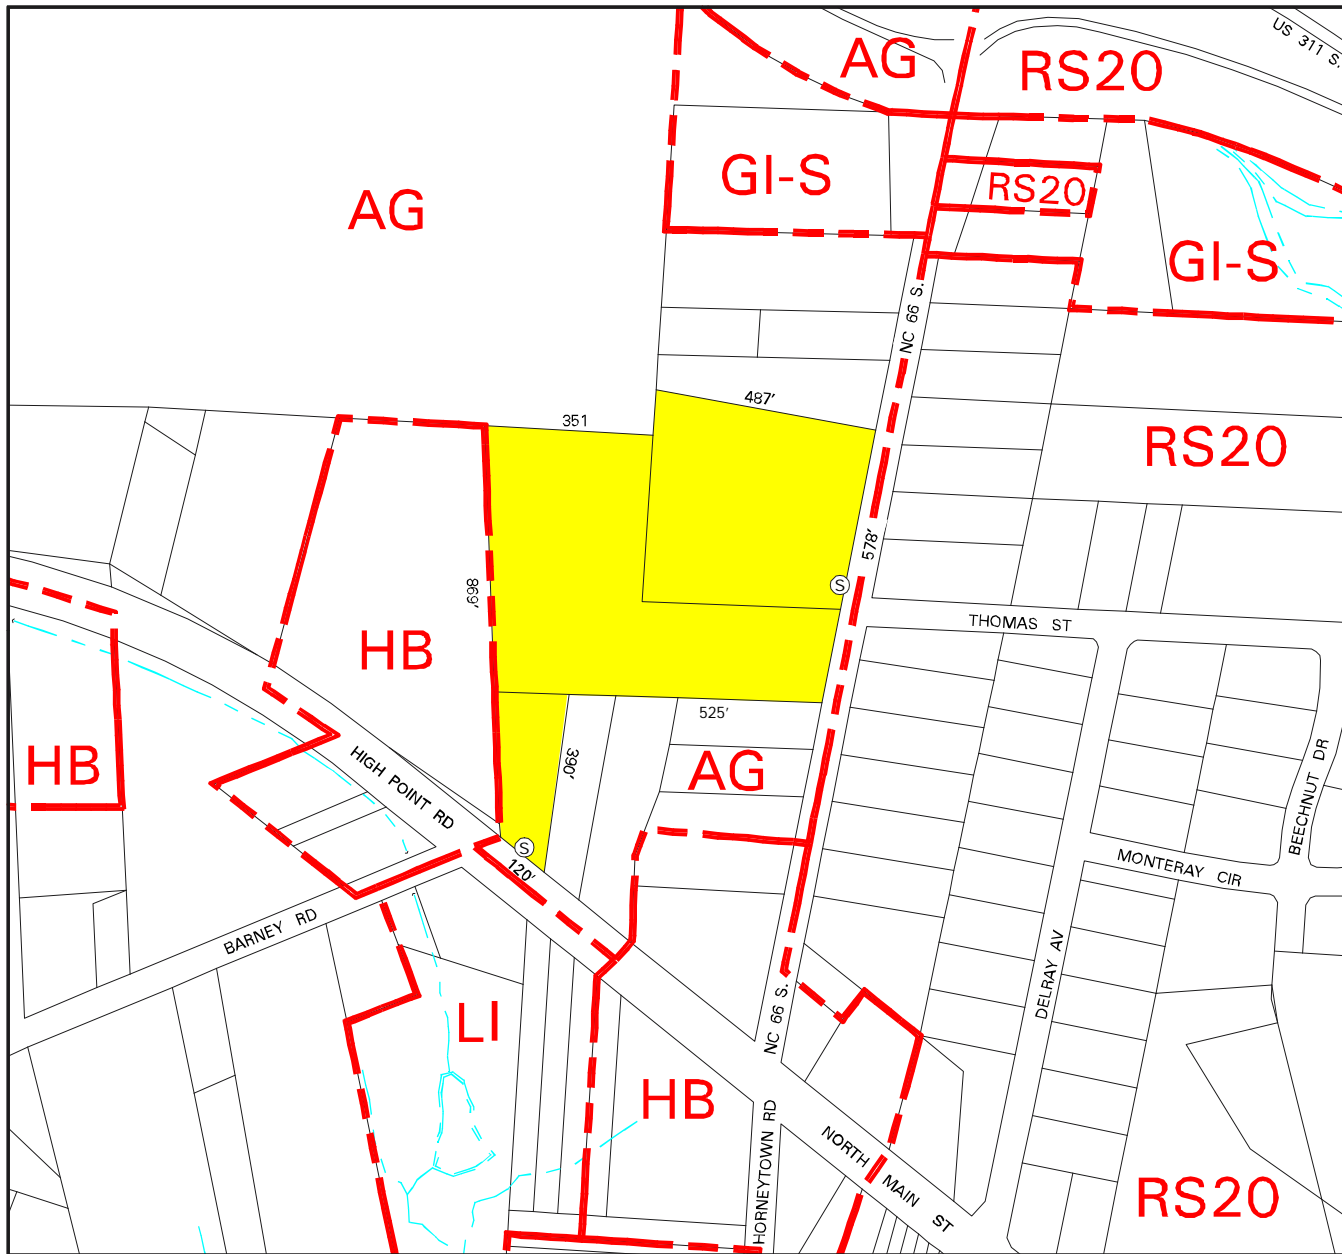 US 311 S.
AG
RS20
GI-S
RS20
AG
GI-S
NC 66 S.
487'
351
RS20
578'
698'
S
THOMAS ST
HB
525'
390'
AG
HB
HIGH POINT RD
BEECHNUT DR
S
120'
MONTERAY CIR
BARNEY RD
DELRAY AV
LI
NC 66 S.
HB
HORNEYTOWN RD
NORTH MAIN ST
RS20